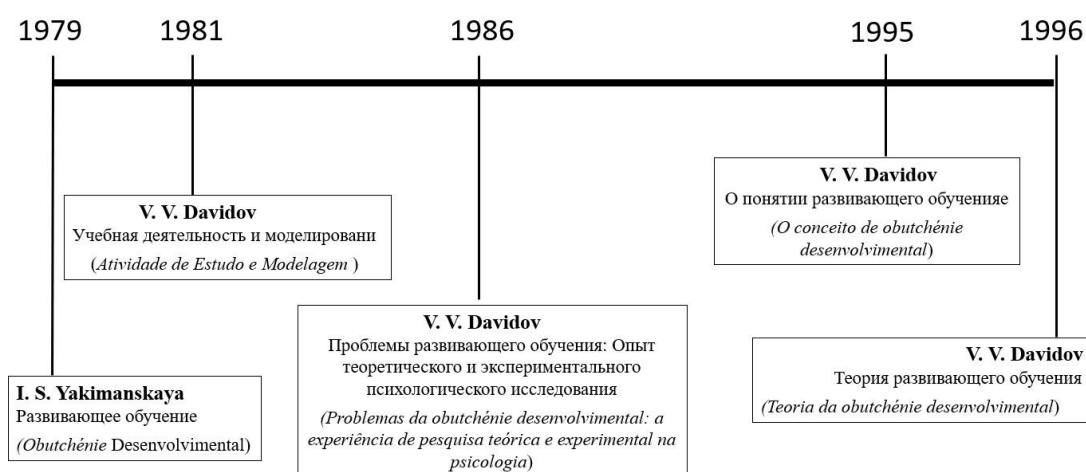 1979 1981 1986 1995 1996
V. V. Davidov
Учебная деятельность и моделировани
(Atividade de Estudo e Modelagem )
V. V. Davidov
О понятии развивающего обученияе
(O conceito de obutchénie
desenvolvimental)
I. S. Yakimanskaya
Развивающее обучение
(Obutchénie Desenvolvimental)
V. V. Davidov
Проблемы развивающего обучения: Опыт
теоретического и экспериментального
психологического исследования
(Problemas da obutchénie desenvolvimental: a
experiência de pesquisa teórica e experimental na
psicologia)
V. V. Davidov
Теория развивающего обучения
(Teoria da obutchénie desenvolvimental)